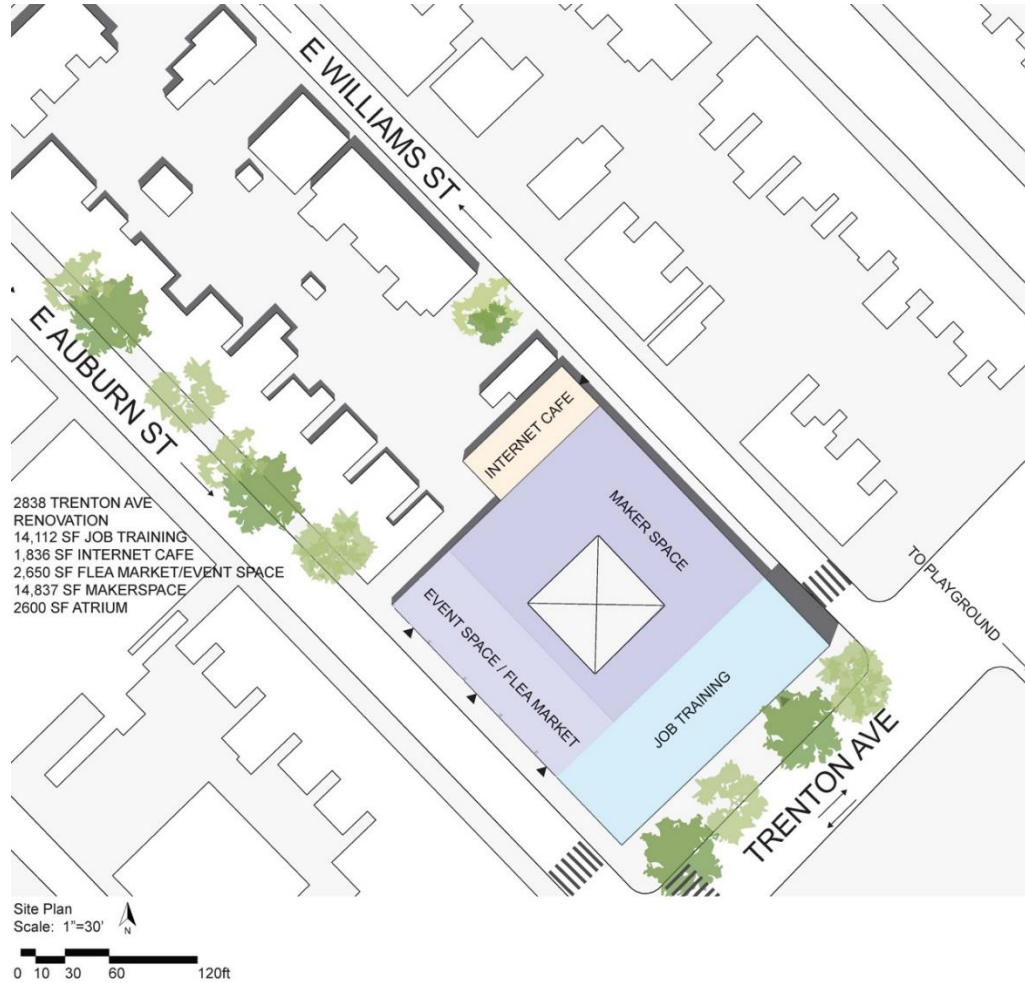 E WILLIAMS ST
E AUBURN ST
INTERNET CAFE
MAKER SPACE
2838 TRENTON AVE
RENOVATION
14,112 SF JOB TRAINING
1,836 SF INTERNET CAFE
2,650 SF FLEA MARKET/EVENT SPACE
14,837 SF MAKERSPACE
2600 SF ATRIUM
TO PLAYGROUND
EVENT SPACE / FLEA MARKET
JOB TRAINING
TRENTON AVE
Site Plan
Scale: 1"=30'
N
0 10 30 60 120ft